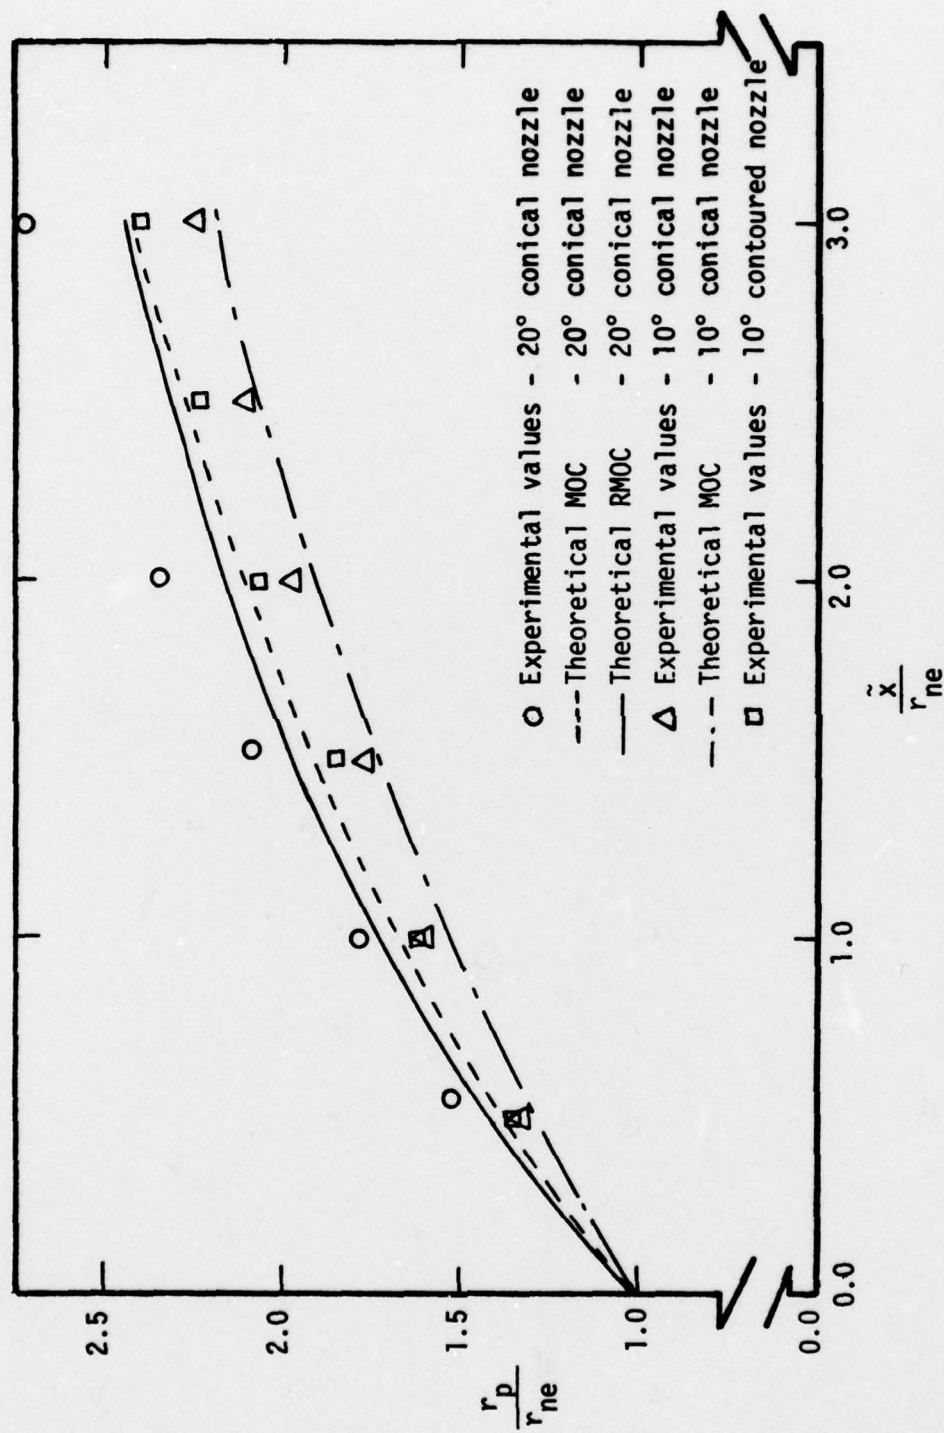 2.5
2.0
1.5
1.0
0.0
r_p
r_ne
○ Experimental values - 20° conical nozzle
--- Theoretical MOC - 20° conical nozzle
— Theoretical RMOC - 20° conical nozzle
△ Experimental values - 10° conical nozzle
—·— Theoretical MOC - 10° conical nozzle
□ Experimental values - 10° contoured nozzle
0.0
1.0
2.0
3.0
x̃
r_ne